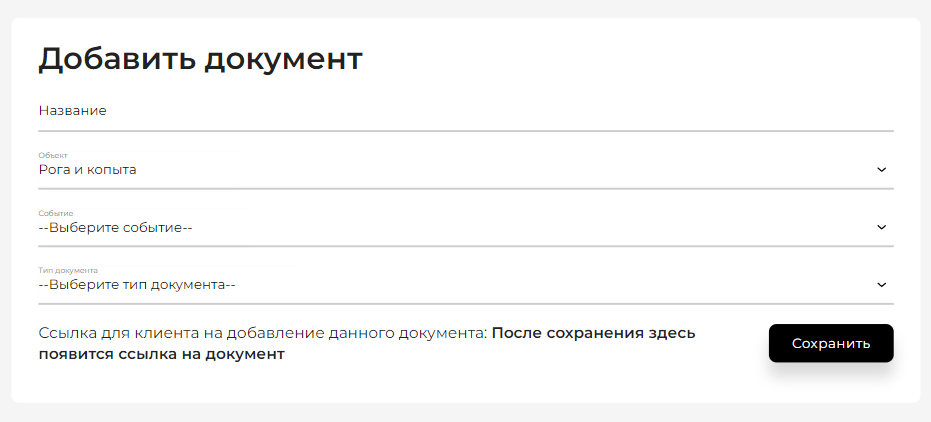 Добавить документ
Название
Объект
Рога и копыта
Событие
--Выберите событие--
Тип документа
--Выберите тип документа--
Ссылка для клиента на добавление данного документа: После сохранения здесь
появится ссылка на документ
Сохранить